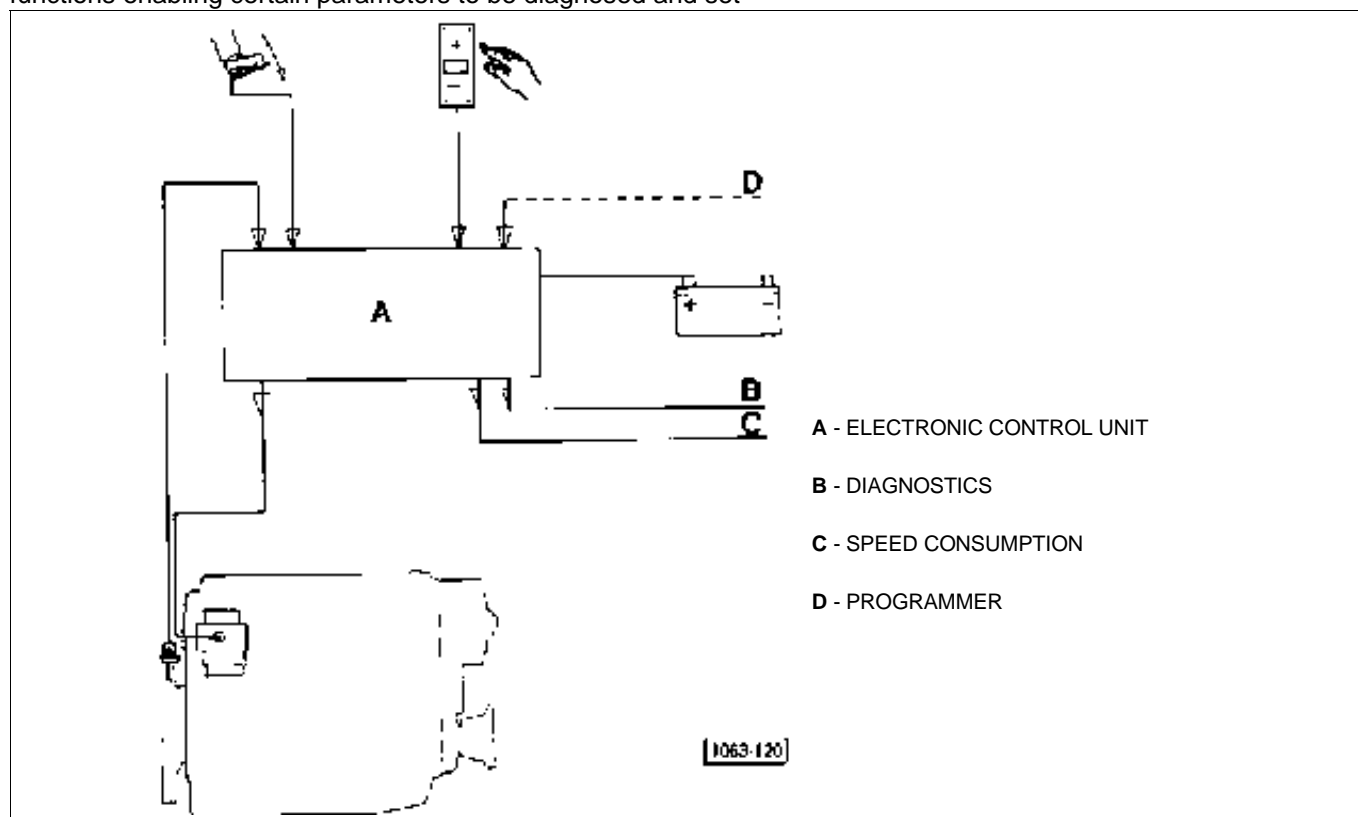 functions enabling certain parameters to be diagnosed and set
+
-
D
A
+
-
B
C
A - ELECTRONIC CONTROL UNIT
B - DIAGNOSTICS
C - SPEED CONSUMPTION
D - PROGRAMMER
1063-120